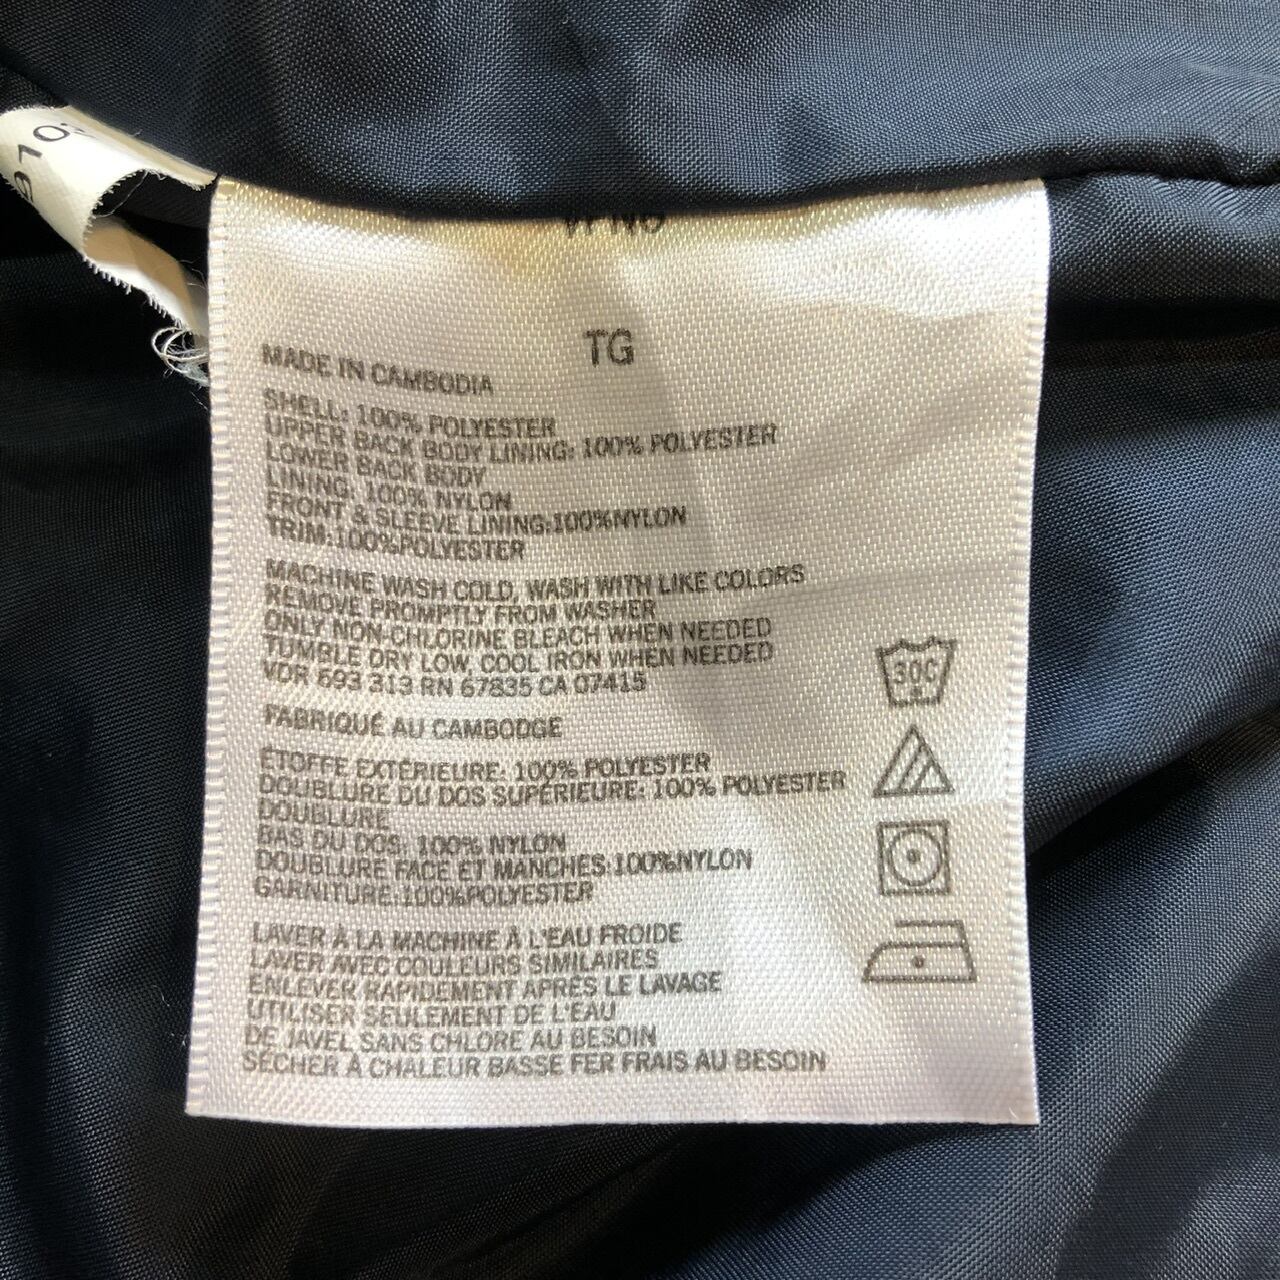 TG
MADE IN CAMBODIA
SHELL: 100% POLYESTER
UPPER BACK BODY LINING: 100% POLYESTER
LOWER BACK BODY
LINING: 100% NYLON
FRONT & SLEEVE LINING:100%NYLON
TRIM:100%POLYESTER
MACHINE WASH COLD, WASH WITH LIKE COLORS
REMOVE PROMPTLY FROM WASHER
ONLY NON-CHLORINE BLEACH WHEN NEEDED
TUMBLE DRY LOW, COOL IRON WHEN NEEDED
VDR 693 313 RN 67835 CA 07415
30C
FABRIQUÉ AU CAMBODGE
ÉTOFFE EXTÉRIEURE: 100% POLYESTER
DOUBLURE DU DOS SUPÉRIEURE: 100% POLYESTER
DOUBLURE
BAS DU DOS: 100% NYLON
DOUBLURE FACE ET MANCHES:100%NYLON
GARNITURE:100%POLYESTER
LAVER À LA MACHINE À L'EAU FROIDE
LAVER AVEC COULEURS SIMILAIRES
ENLEVER RAPIDEMENT APRÈS LE LAVAGE
UTILISER SEULEMENT DE L'EAU
DE JAVEL SANS CHLORE AU BESOIN
SÉCHER À CHALEUR BASSE FER FRAIS AU BESOIN